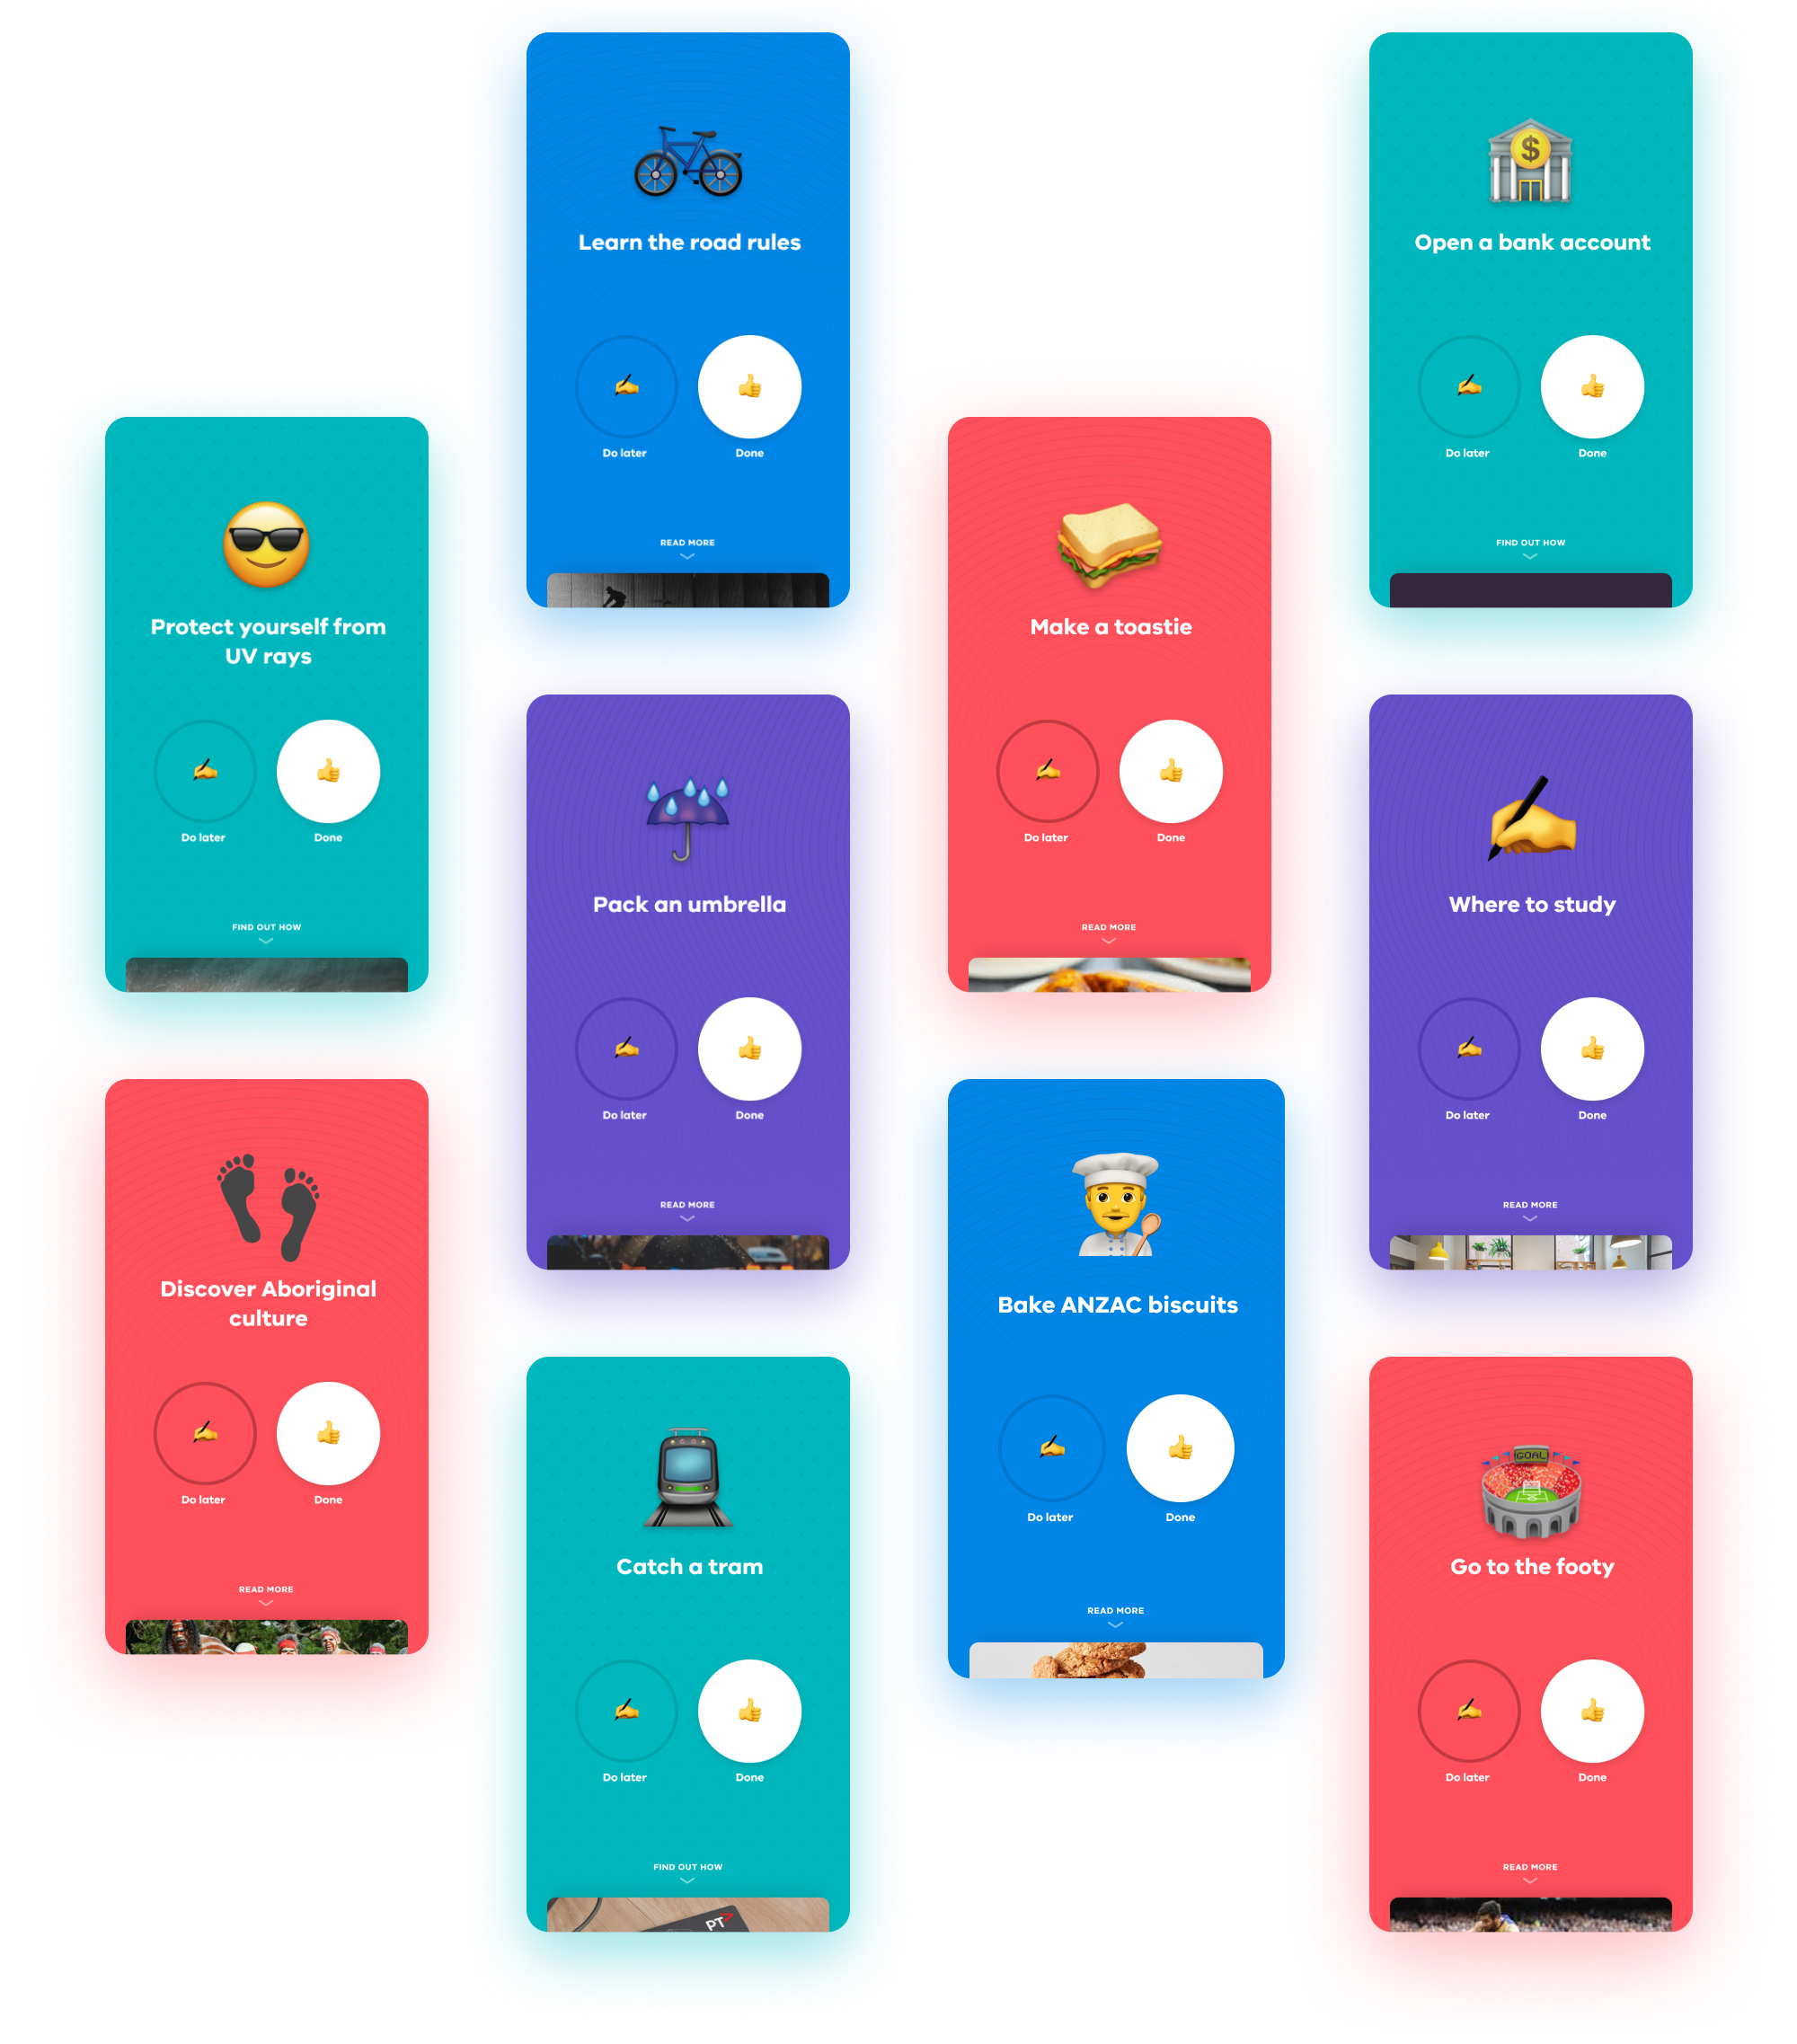 Learn the road rules
Do later
Done
READ MORE
$
Open a bank account
Do later
Done
FIND OUT HOW
Protect yourself from
UV rays
Do later
Done
FIND OUT HOW
Make a toastie
Do later
Done
READ MORE
Pack an umbrella
Do later
Done
READ MORE
Where to study
Do later
Done
READ MORE
Discover Aboriginal
culture
Do later
Done
READ MORE
Bake ANZAC biscuits
Do later
Done
READ MORE
Catch a tram
Do later
Done
FIND OUT HOW
PT
GOAL
Go to the footy
Do later
Done
READ MORE